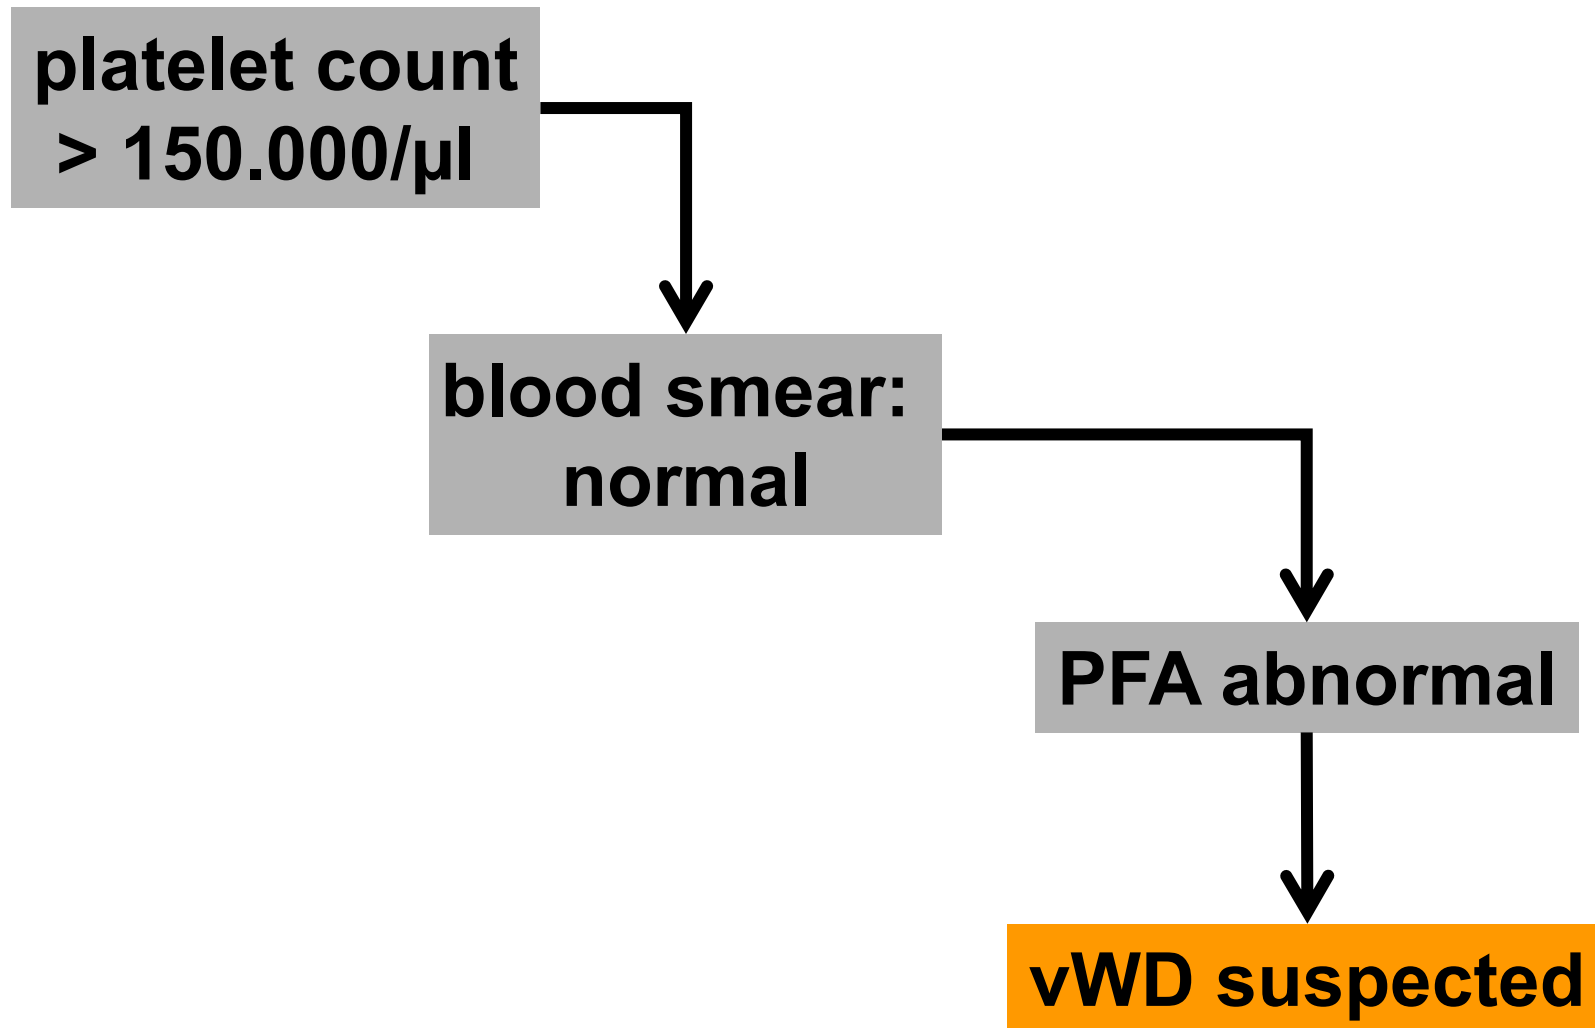 platelet count
> 150.000/µl
blood smear:
normal
PFA abnormal
vWD suspected